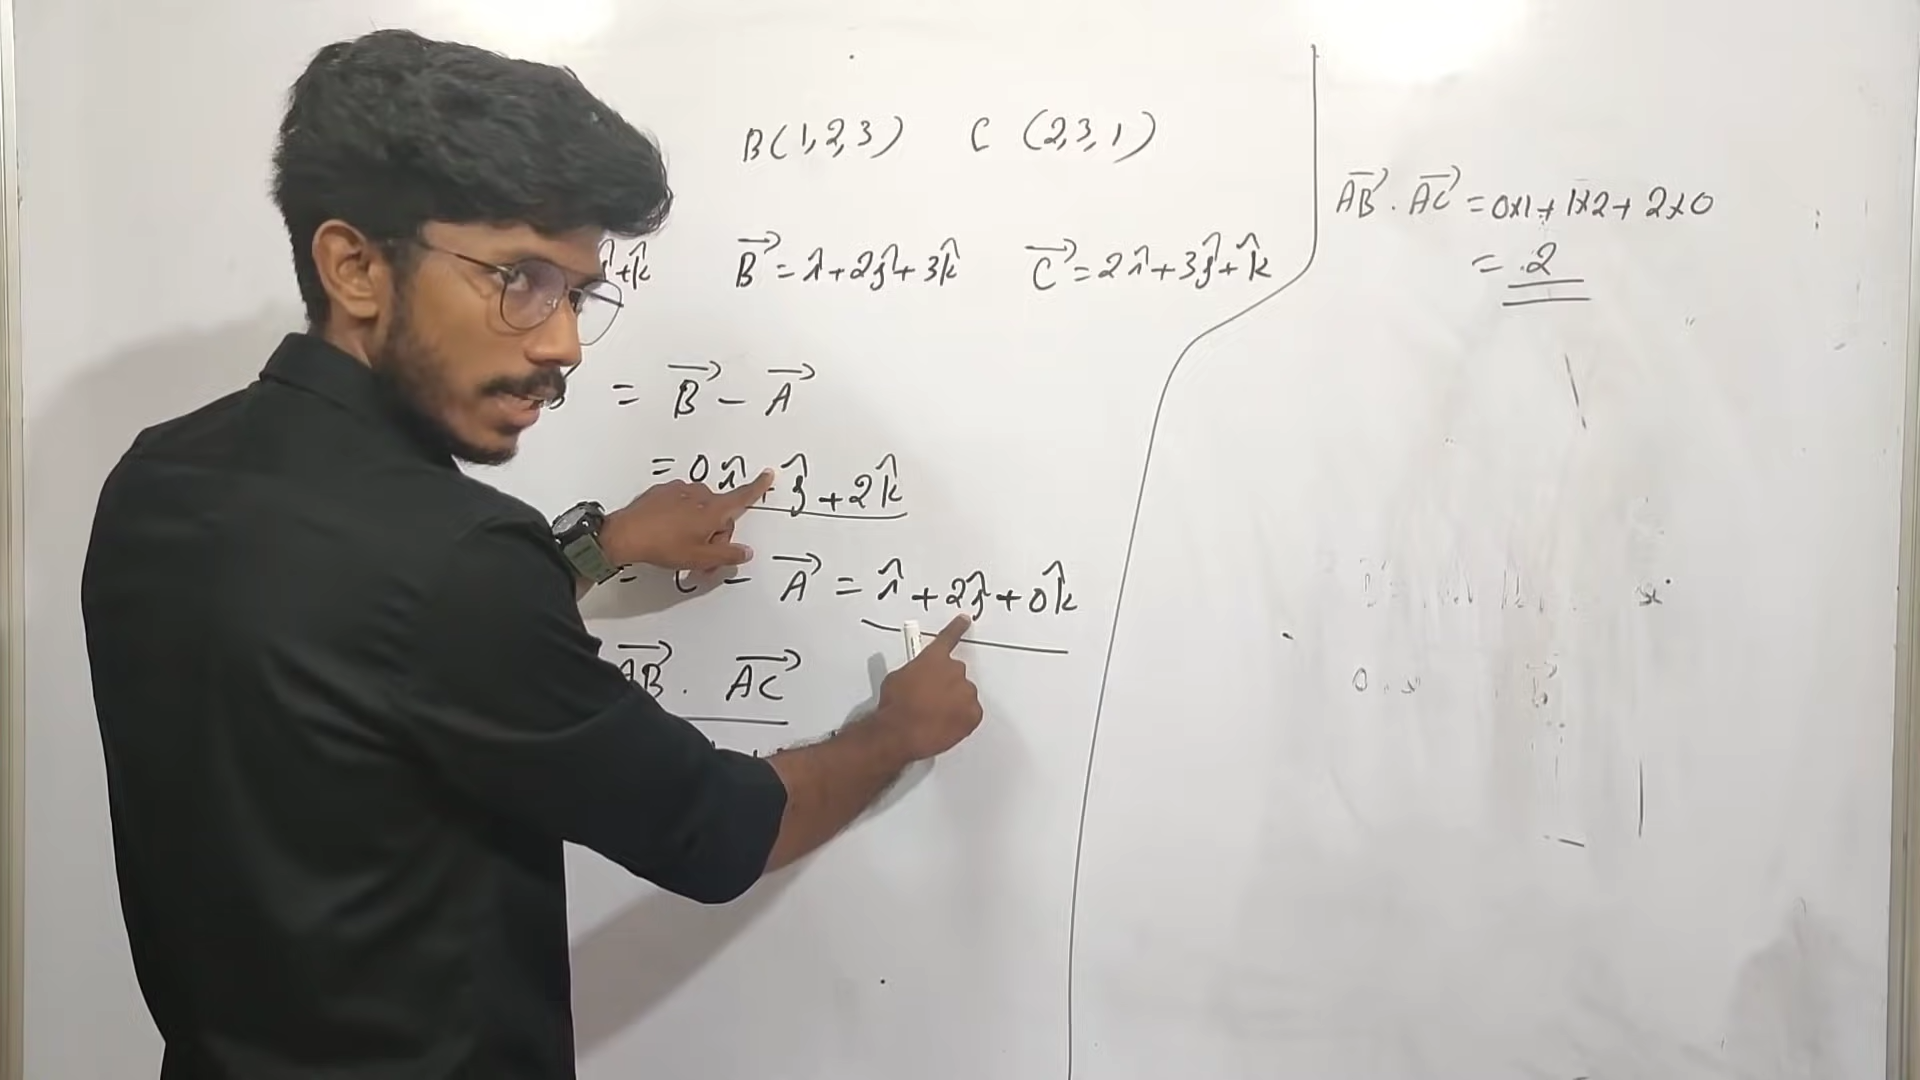 B(1,2,3) C (2,3,1)
ĵ+k̂ B⃗ = î+2ĵ+3k̂ C⃗ = 2î+3ĵ+k̂
= B⃗ - A⃗
= 0î+ĵ+2k̂
= C - A⃗ = î+2ĵ+0k̂
AB⃗ . AC⃗
AB⃗ . AC⃗ = 0×1+1×2+2×0
= 2